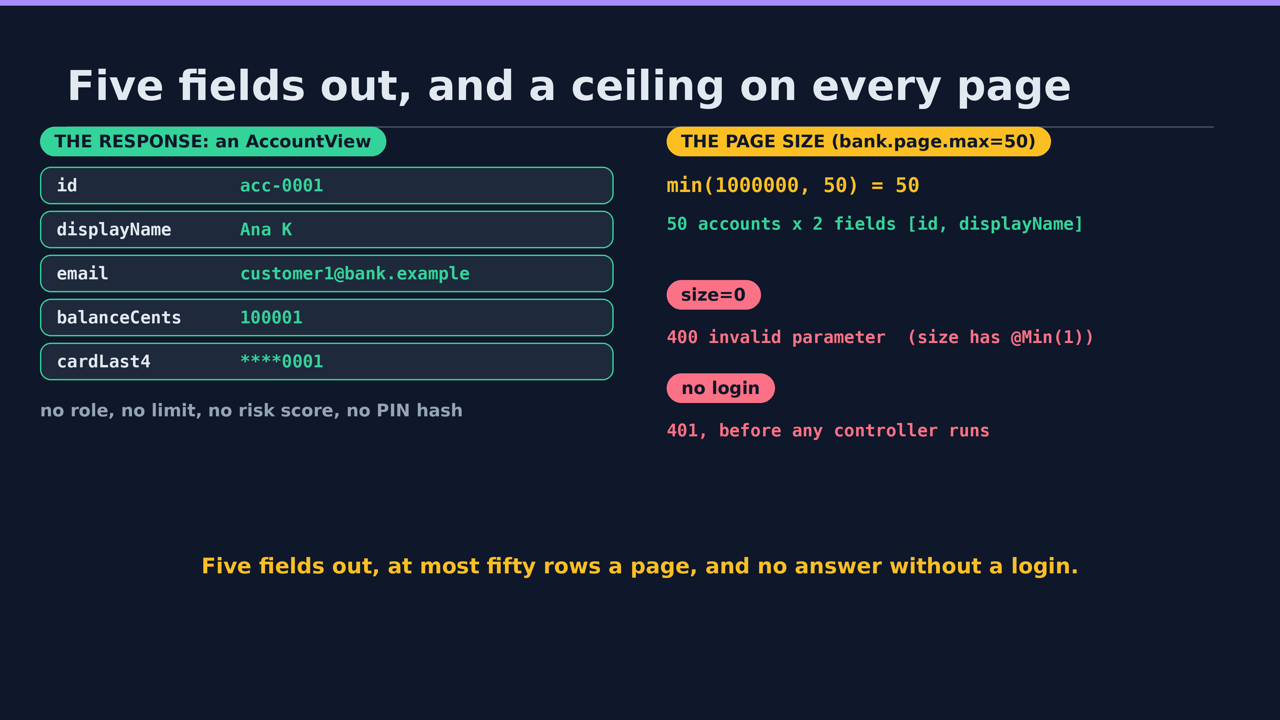 Five fields out, and a ceiling on every page
THE RESPONSE: an AccountView
id acc-0001
displayName Ana K
email customer1@bank.example
balanceCents 100001
cardLast4 ****0001
no role, no limit, no risk score, no PIN hash
THE PAGE SIZE (bank.page.max=50)
min(1000000, 50) = 50
50 accounts x 2 fields [id, displayName]
size=0
400 invalid parameter  (size has @Min(1))
no login
401, before any controller runs
Five fields out, at most fifty rows a page, and no answer without a login.